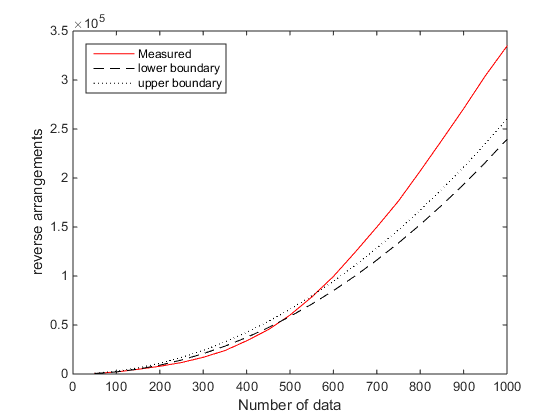 ×10⁵
3.5
3
2.5
2
1.5
1
0.5
0
reverse arrangements
Measured
lower boundary
upper boundary
0 100 200 300 400 500 600 700 800 900 1000
Number of data